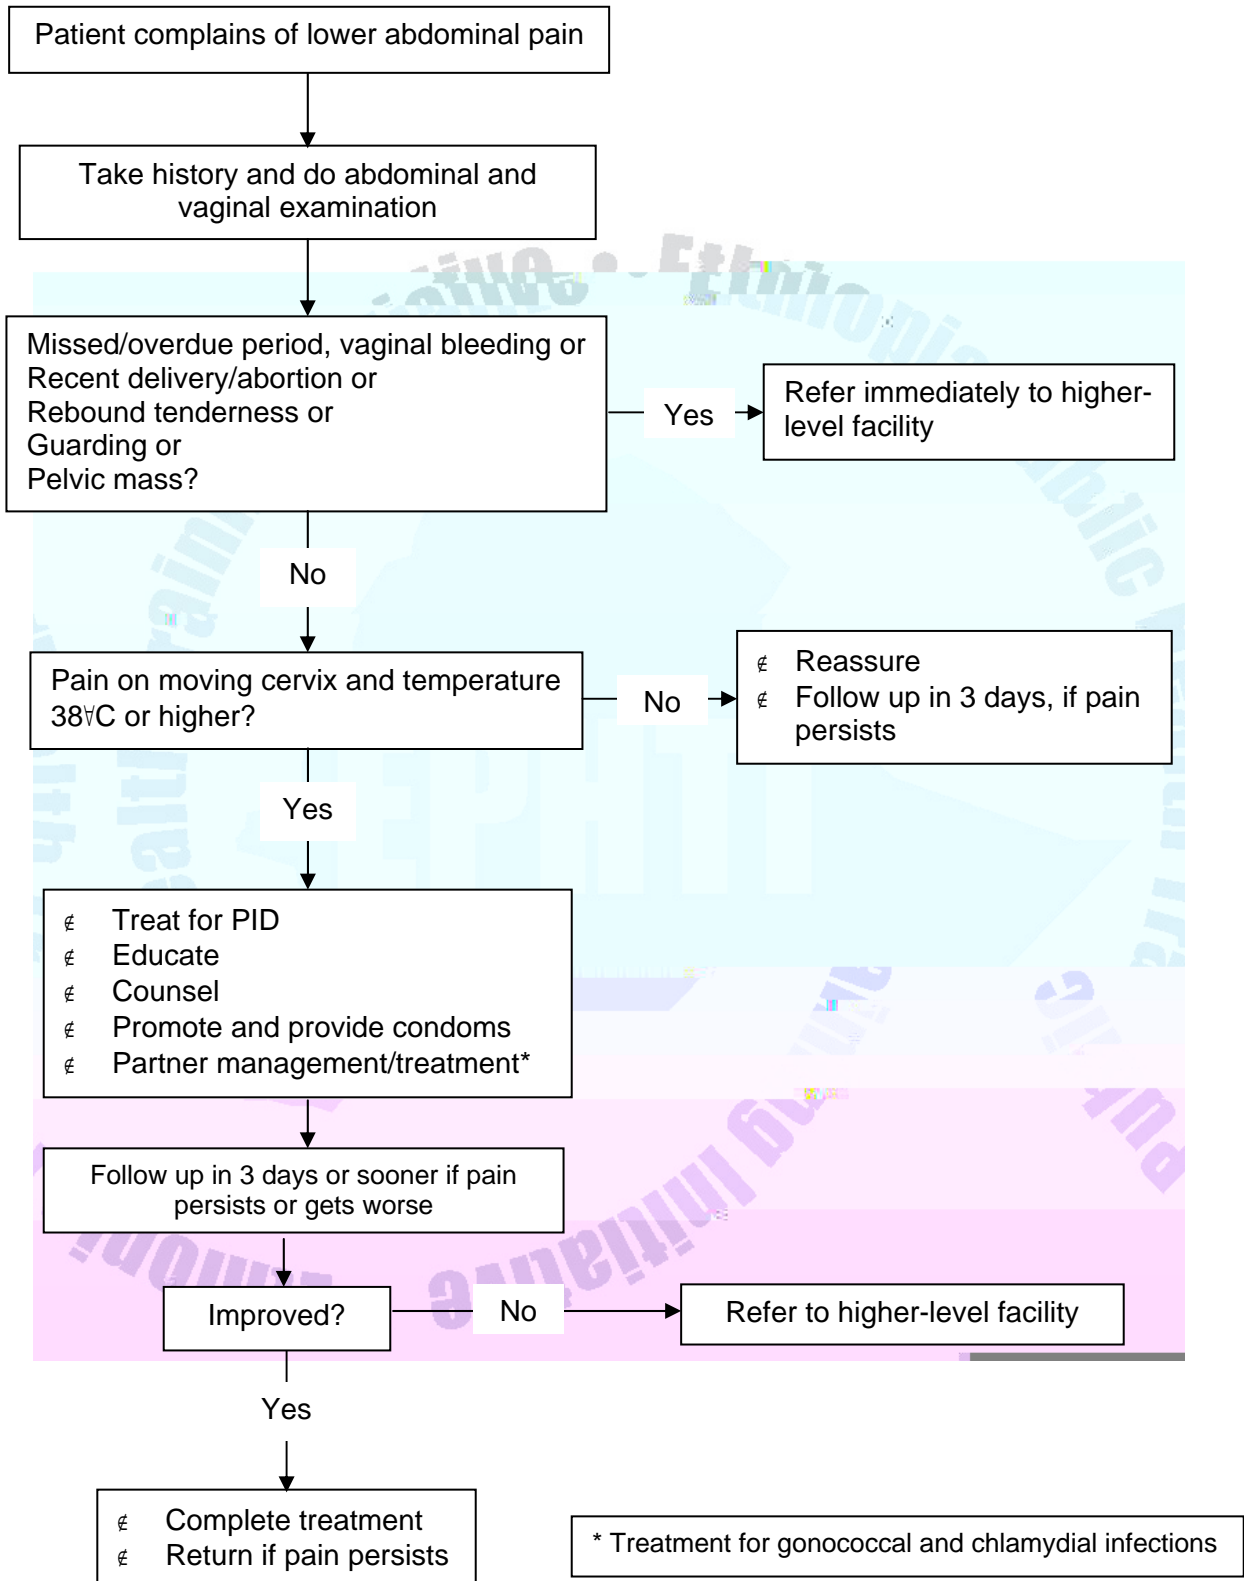 Patient complains of lower abdominal pain
Take history and do abdominal and
vaginal examination
Missed/overdue period, vaginal bleeding or
Recent delivery/abortion or
Rebound tenderness or
Guarding or
Pelvic mass?
Yes
Refer immediately to higher-
level facility
No
Pain on moving cervix and temperature
38∀C or higher?
No
∉ Reassure
∉ Follow up in 3 days, if pain
persists
Yes
∉ Treat for PID
∉ Educate
∉ Counsel
∉ Promote and provide condoms
∉ Partner management/treatment*
Follow up in 3 days or sooner if pain
persists or gets worse
Improved?
No
Refer to higher-level facility
Yes
∉ Complete treatment
∉ Return if pain persists
* Treatment for gonococcal and chlamydial infections
EPHTI